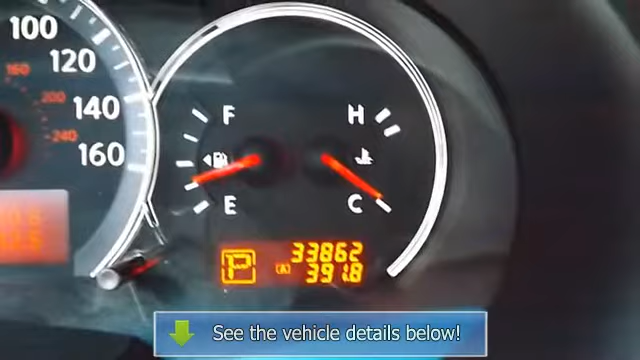 100
120
140
160
160
200
240
F
E
H
C
P
33862
(A) 391.8
See the vehicle details below!